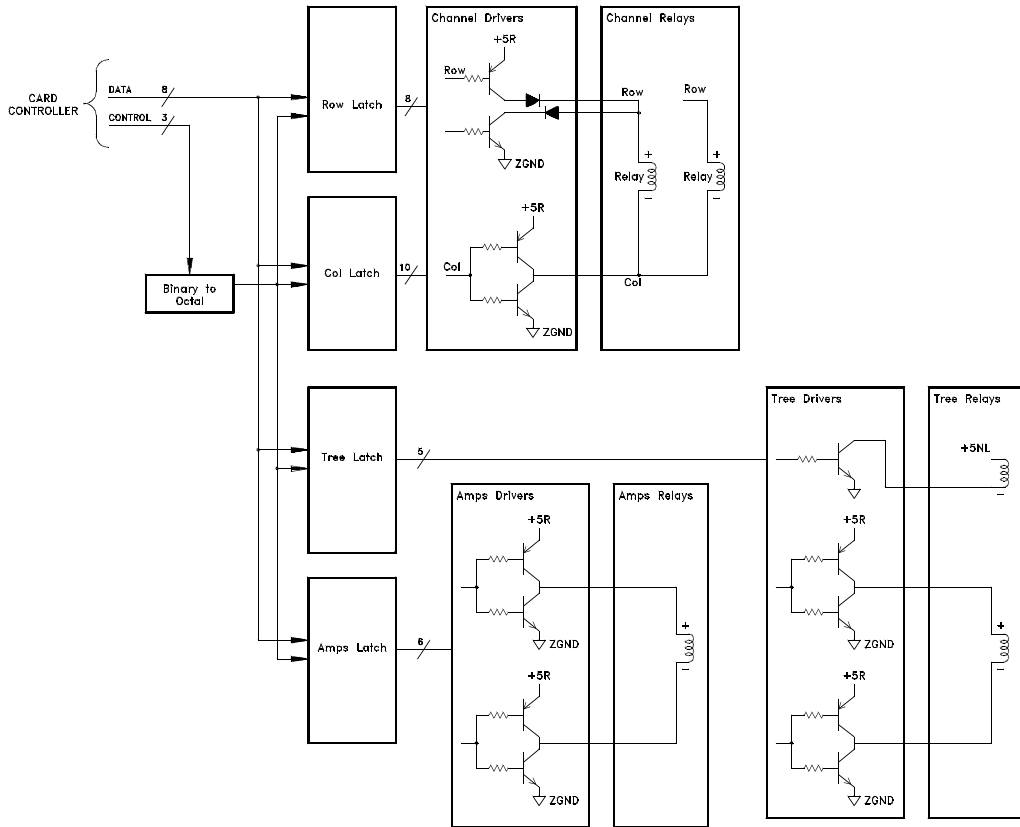 CARD
CONTROLLER
DATA 8
CONTROL 3
Binary to
Octal
Row Latch
8
Col Latch
10
Channel Drivers
+5R
Row
ZGND
+5R
Col
ZGND
Channel Relays
Row
Row
+
+
Relay
Relay
-
-
Col
Tree Latch
5
Tree Drivers
Tree Relays
+5NL
-
Amps Latch
6
Amps Drivers
+5R
ZGND
+5R
ZGND
Amps Relays
+
-
+5R
ZGND
+5R
ZGND
+
-